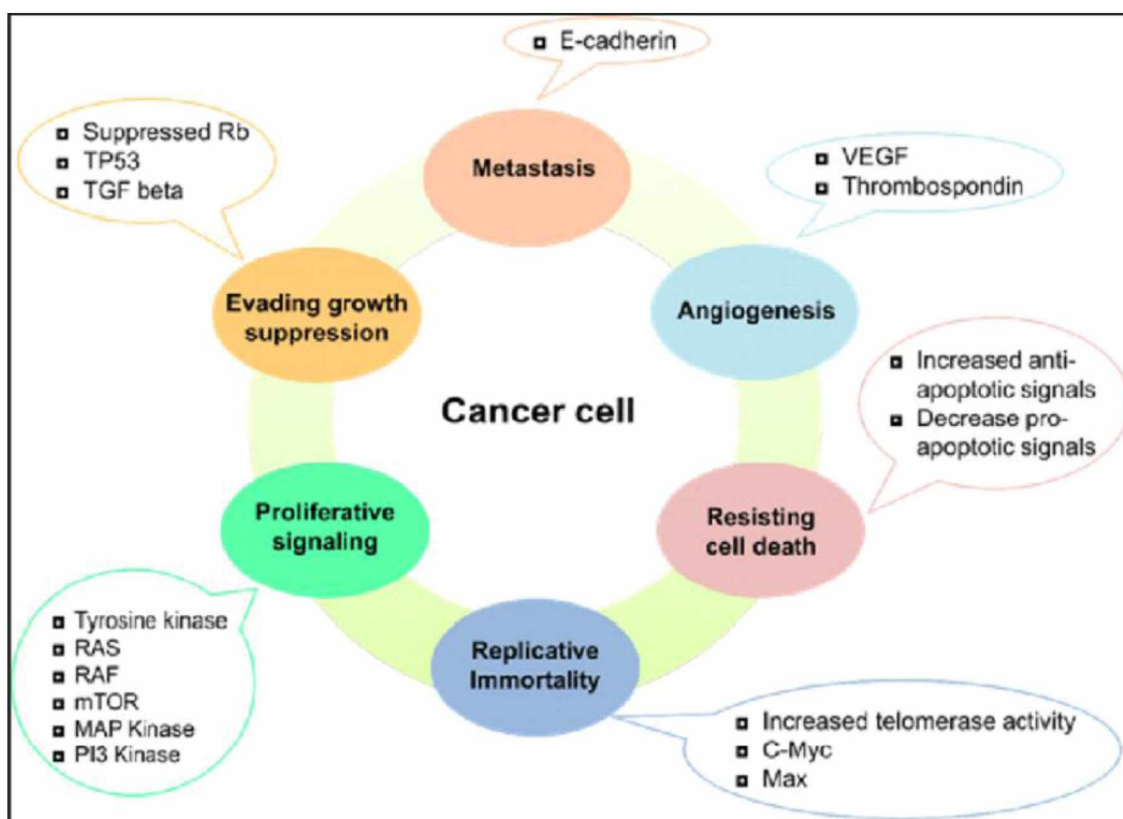 E-cadherin
Metastasis
Suppressed Rb
TP53
TGF beta
VEGF
Thrombospondin
Evading growth
suppression
Angiogenesis
Increased anti-
apoptotic signals
Decrease pro-
apoptotic signals
Cancer cell
Proliferative
signaling
Resisting
cell death
Tyrosine kinase
RAS
RAF
mTOR
MAP Kinase
PI3 Kinase
Replicative
Immortality
Increased telomerase activity
C-Myc
Max